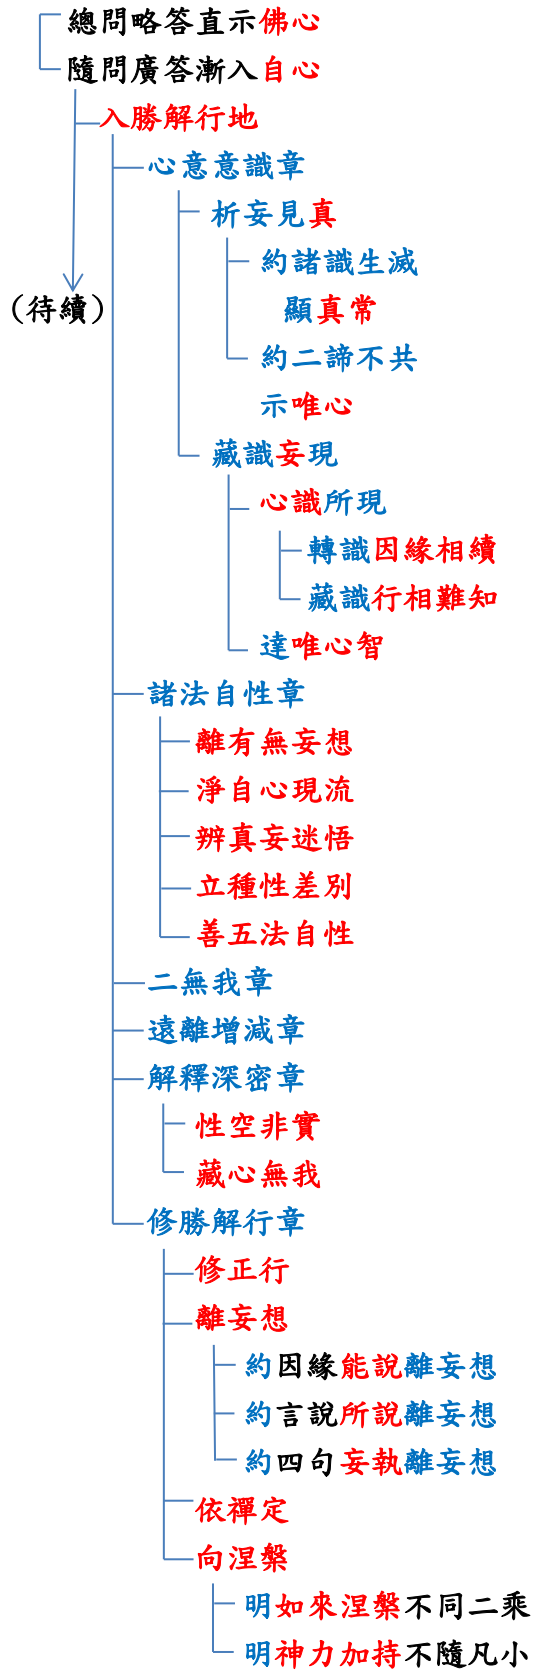 總問略答直示佛心
隨問廣答漸入自心
入勝解行地
心意意識章
析妄見真
約諸識生滅
顯真常
(待續)
約二諦不共
示唯心
藏識妄現
心識所現
轉識因緣相續
藏識行相難知
達唯心智
諸法自性章
離有無妄想
淨自心現流
辨真妄迷悟
立種性差別
善五法自性
二無我章
遠離增減章
解釋深密章
性空非實
藏心無我
修勝解行章
修正行
離妄想
約因緣能說離妄想
約言說所說離妄想
約四句妄執離妄想
依禪定
向涅槃
明如來涅槃不同二乘
明神力加持不隨凡小